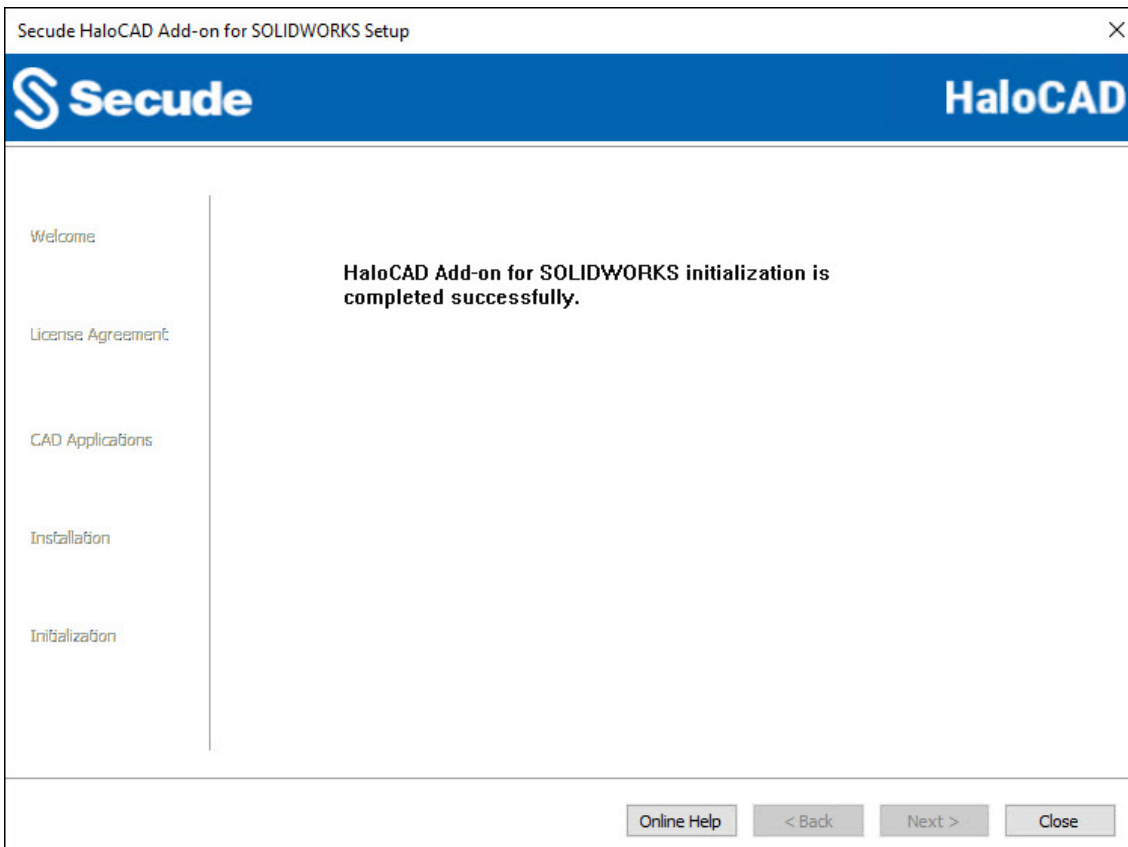 Secude HaloCAD Add-on for SOLIDWORKS Setup
Secude
HaloCAD
Welcome
License Agreement
CAD Applications
Installation
Initialization
HaloCAD Add-on for SOLIDWORKS initialization is
completed successfully.
Online Help
< Back
Next >
Close